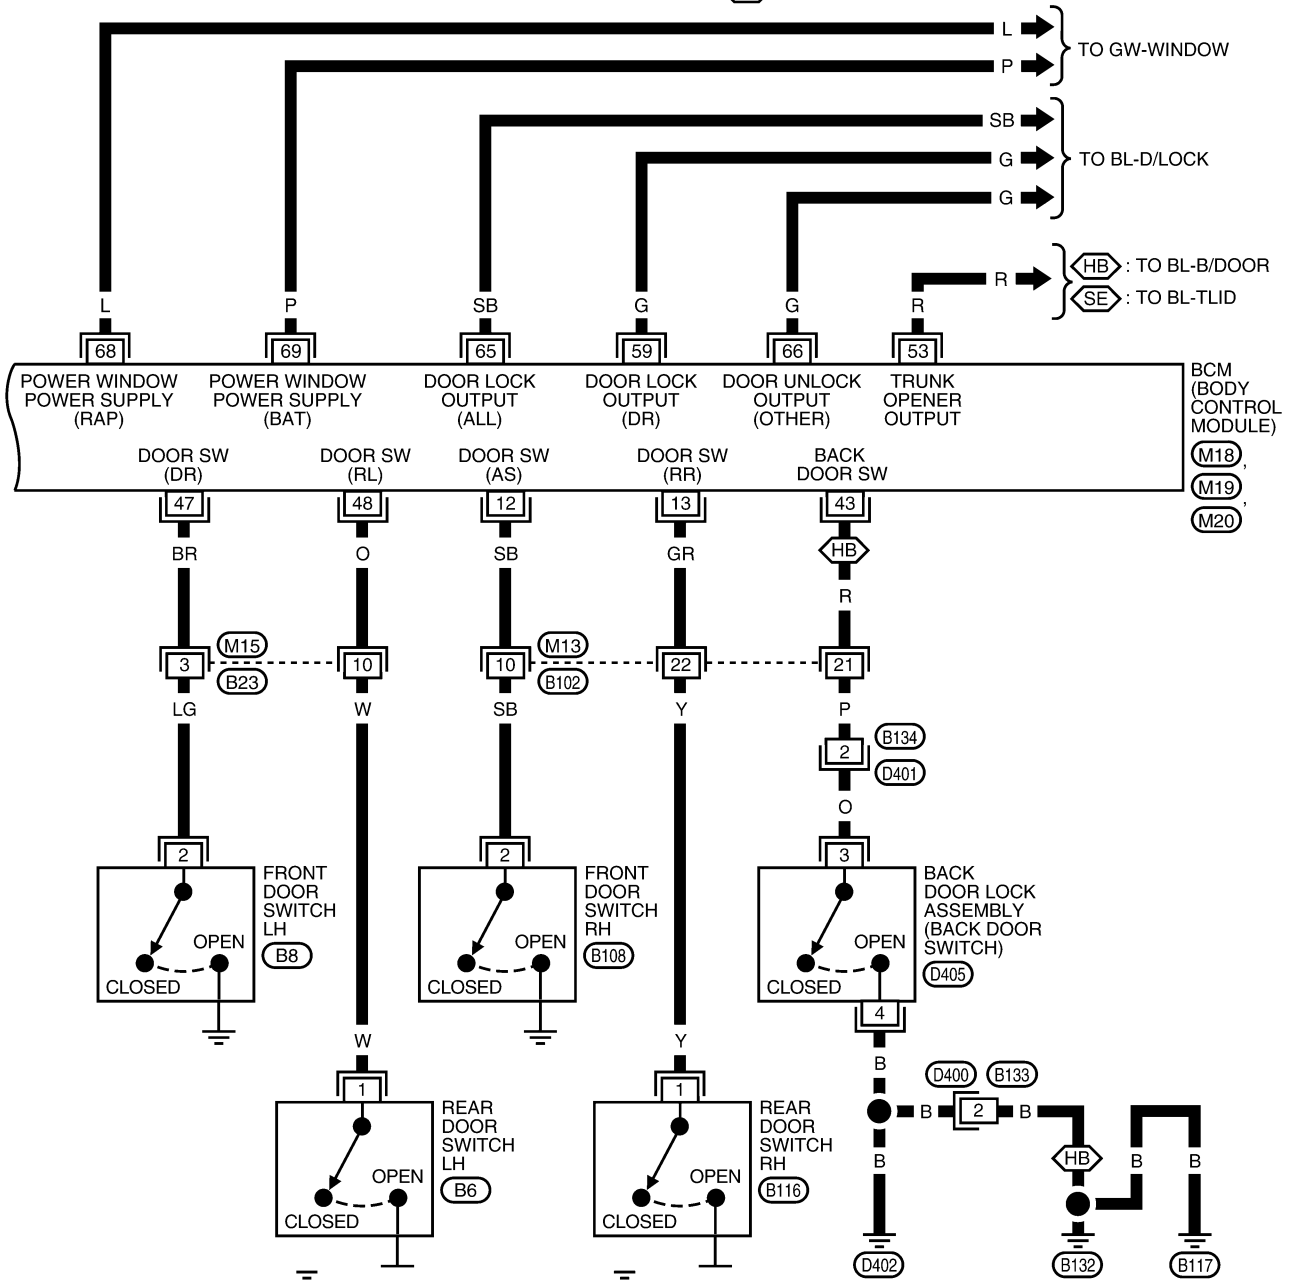 L
TO GW-WINDOW
P
SB
G
TO BL-D/LOCK
G
R
HB : TO BL-B/DOOR
SE : TO BL-TLID
L
P
SB
G
G
R
68
69
65
59
66
53
POWER WINDOW
POWER SUPPLY
(RAP)
POWER WINDOW
POWER SUPPLY
(BAT)
DOOR LOCK
OUTPUT
(ALL)
DOOR LOCK
OUTPUT
(DR)
DOOR UNLOCK
OUTPUT
(OTHER)
TRUNK
OPENER
OUTPUT
BCM
(BODY
CONTROL
MODULE)
M18 ,
M19 ,
M20
DOOR SW
(DR)
DOOR SW
(RL)
DOOR SW
(AS)
DOOR SW
(RR)
BACK
DOOR SW
47
48
12
13
43
BR
O
SB
GR
HB
R
3
M15
B23
10
10
M13
B102
22
21
LG
W
SB
Y
P
2
B134
D401
O
2
2
3
FRONT
DOOR
SWITCH
LH
B8
OPEN
CLOSED
FRONT
DOOR
SWITCH
RH
B108
OPEN
CLOSED
BACK
DOOR LOCK
ASSEMBLY
(BACK DOOR
SWITCH)
D405
OPEN
CLOSED
4
W
Y
B
1
1
D400
B133
B
2
B
REAR
DOOR
SWITCH
LH
B6
OPEN
CLOSED
REAR
DOOR
SWITCH
RH
B116
OPEN
CLOSED
B
HB
B
B
D402
B132
B117